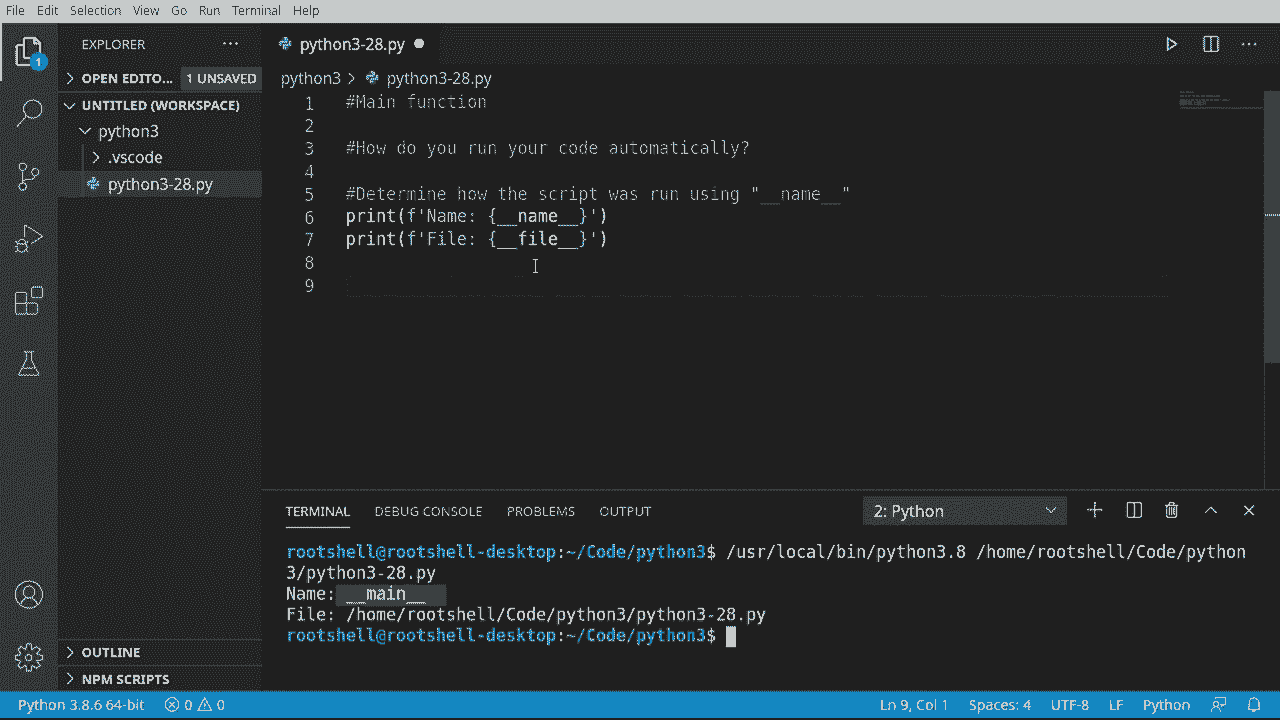 File Edit Selection View Go Run Terminal Help
EXPLORER ···
1
python3-28.py ●
OPEN EDITO... 1 UNSAVED
python3 > python3-28.py
UNTITLED (WORKSPACE)
python3
.vscode
python3-28.py
1 #Main function
2
3 #How do you run your code automatically?
4
5 #Determine how the script was run using "__name__"
6 print(f'Name: {__name__}')
7 print(f'File: {__file__}')
8
9
TERMINAL DEBUG CONSOLE PROBLEMS OUTPUT 2: Python
rootshell@rootshell-desktop:~/Code/python3$ /usr/local/bin/python3.8 /home/rootshell/Code/python
3/python3-28.py
Name: __main__
File: /home/rootshell/Code/python3/python3-28.py
rootshell@rootshell-desktop:~/Code/python3$
OUTLINE
NPM SCRIPTS
Python 3.8.6 64-bit 0 0 Ln 9, Col 1 Spaces: 4 UTF-8 LF Python